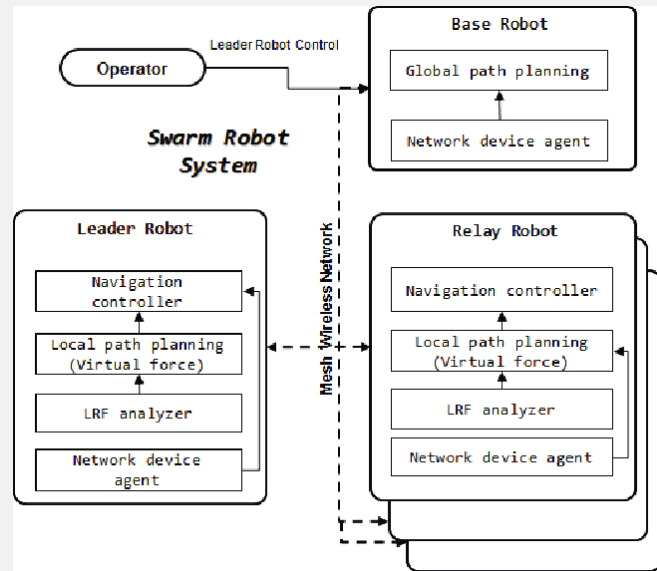 Base Robot
Leader Robot Control
Operator
Global path planning
Network device agent
Swarm Robot
System
Leader Robot
Navigation
controller
Local path planning
(Virtual force)
LRF analyzer
Network device
agent
Mesh Wireless Network
Relay Robot
Navigation controller
Local path planning
(Virtual force)
LRF analyzer
Network device agent